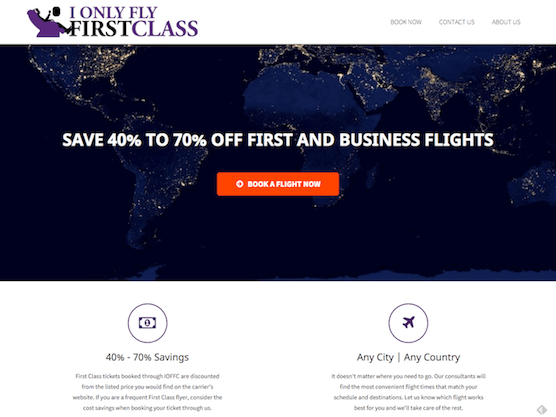 I ONLY FLY
FIRSTCLASS
BOOK NOW CONTACT US ABOUT US
SAVE 40% TO 70% OFF FIRST AND BUSINESS FLIGHTS
BOOK A FLIGHT NOW
40% - 70% Savings
First Class tickets booked through IOFFC are discounted
from the listed price you would find on the carrier's
website. If you are a frequent First Class flyer, consider the
cost savings when booking your ticket through us.
Any City | Any Country
It doesn't matter where you need to go. Our consultants will
find the most convenient flight times that match your
schedule and destinations. Let us know which flight works
best for you and we'll take care of the rest.